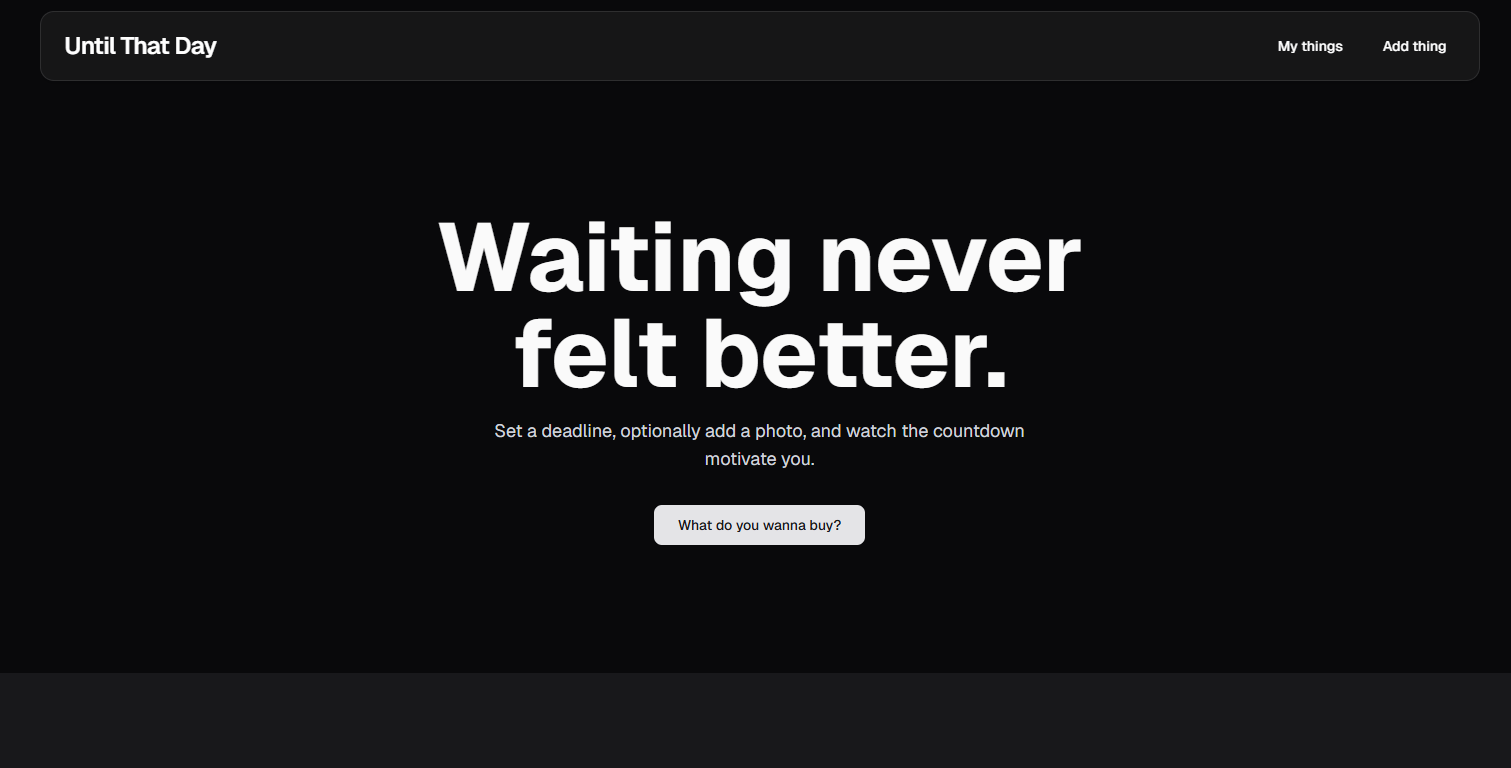 Until That Day
My things
Add thing
Waiting never
felt better.
Set a deadline, optionally add a photo, and watch the countdown
motivate you.
What do you wanna buy?